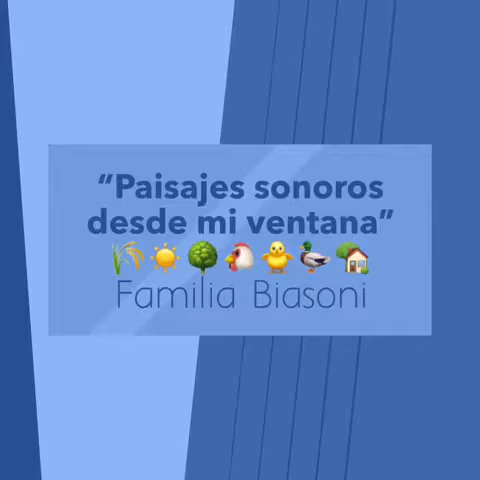 “Paisajes sonoros
desde mi ventana”
🌾☀️🌳🐔🐥🦆🏡
Familia Biasoni